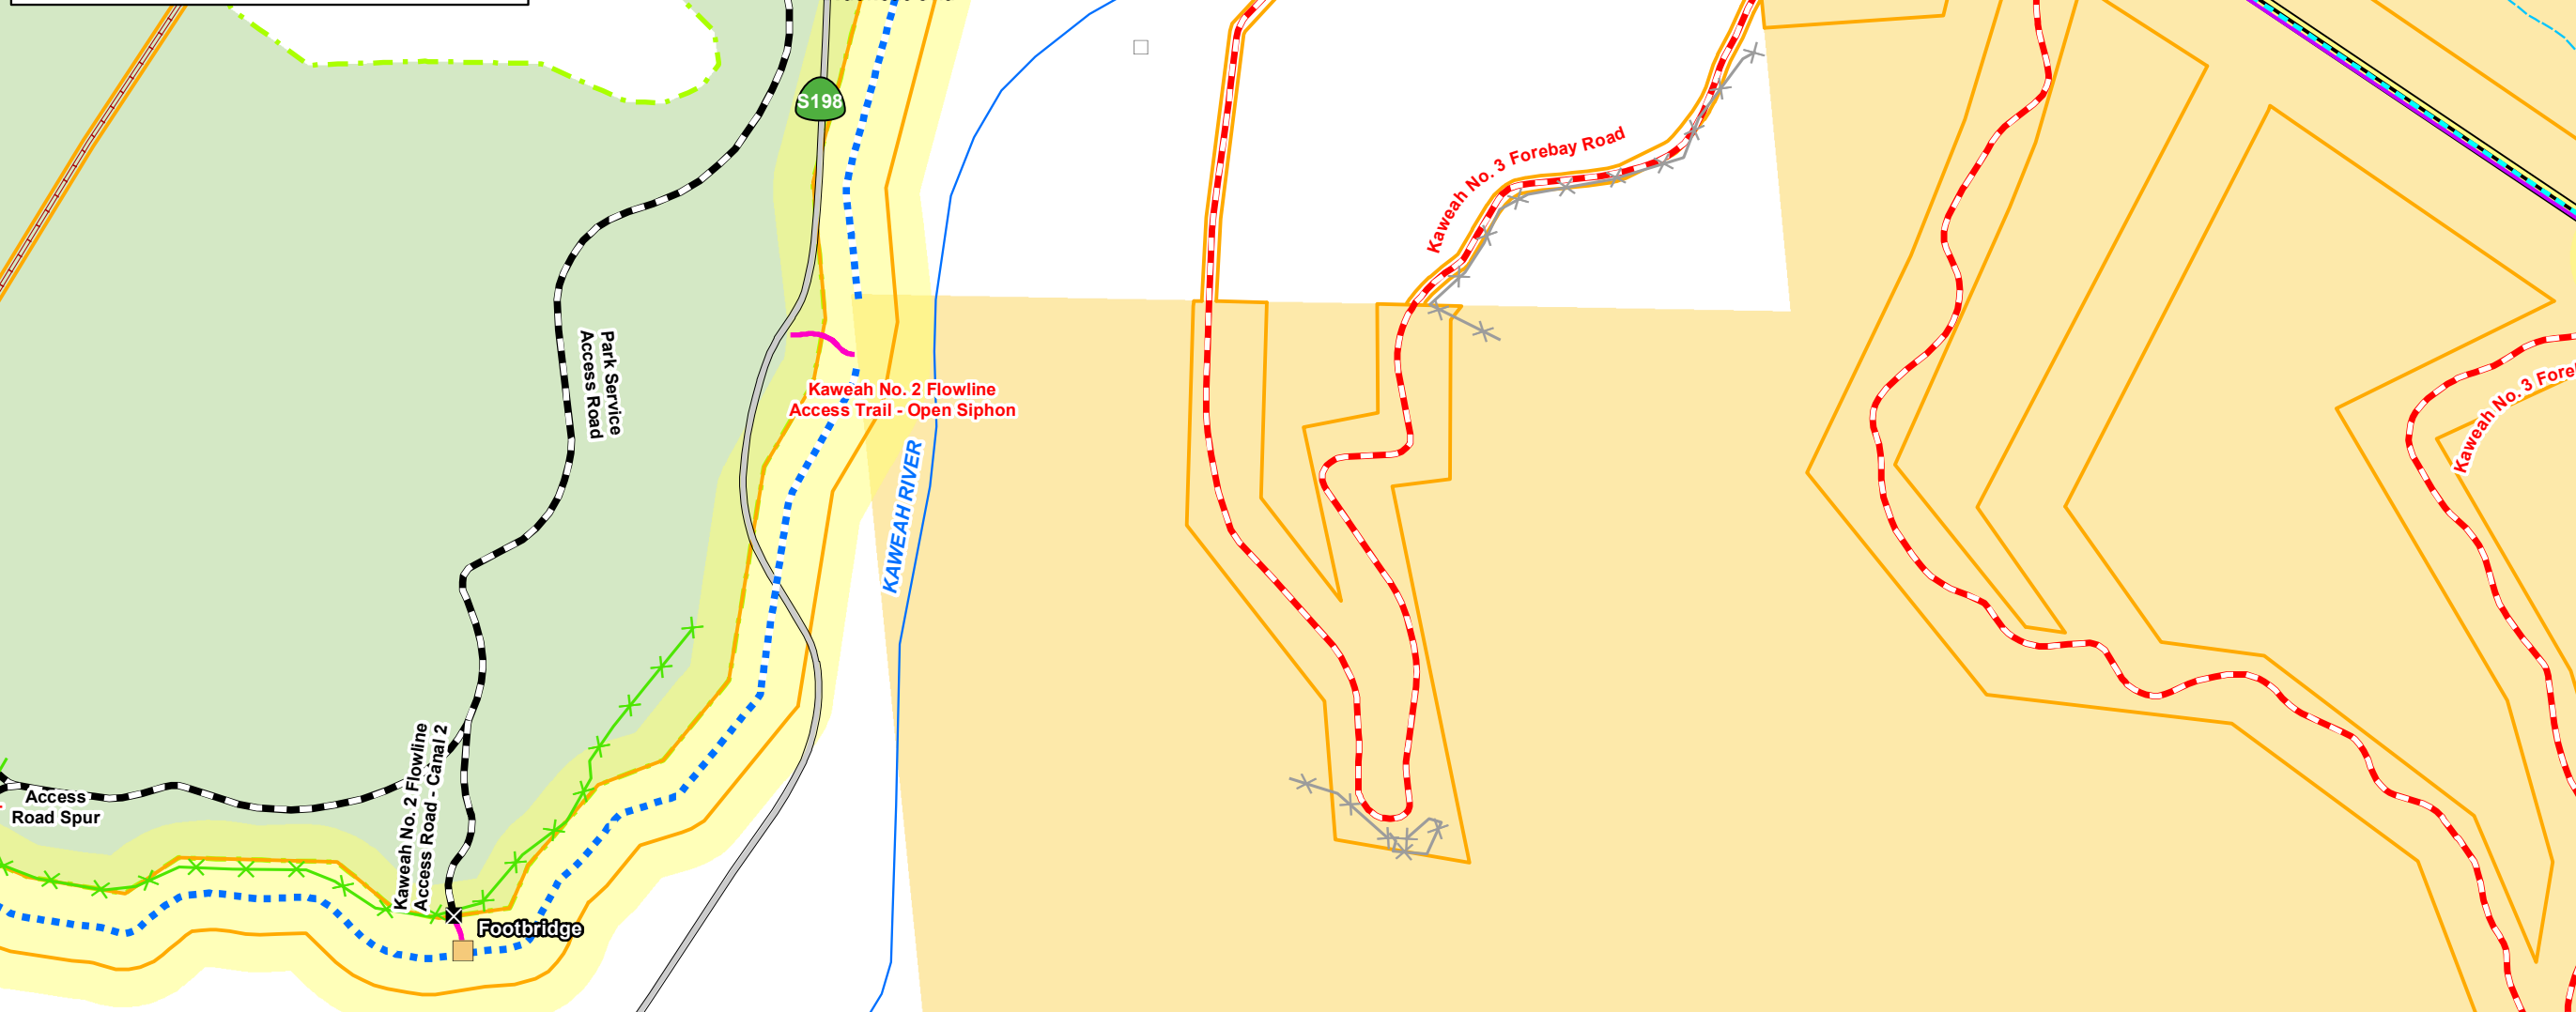 S198
Kaweah No. 3 Forebay Road
Park Service
Access Road
Kaweah No. 2 Flowline
Access Trail - Open Siphon
KAWEAH RIVER
Kaweah No. 3
Access
Road Spur
Kaweah No. 2 Flowline
Access Road - Canal 2
Footbridge